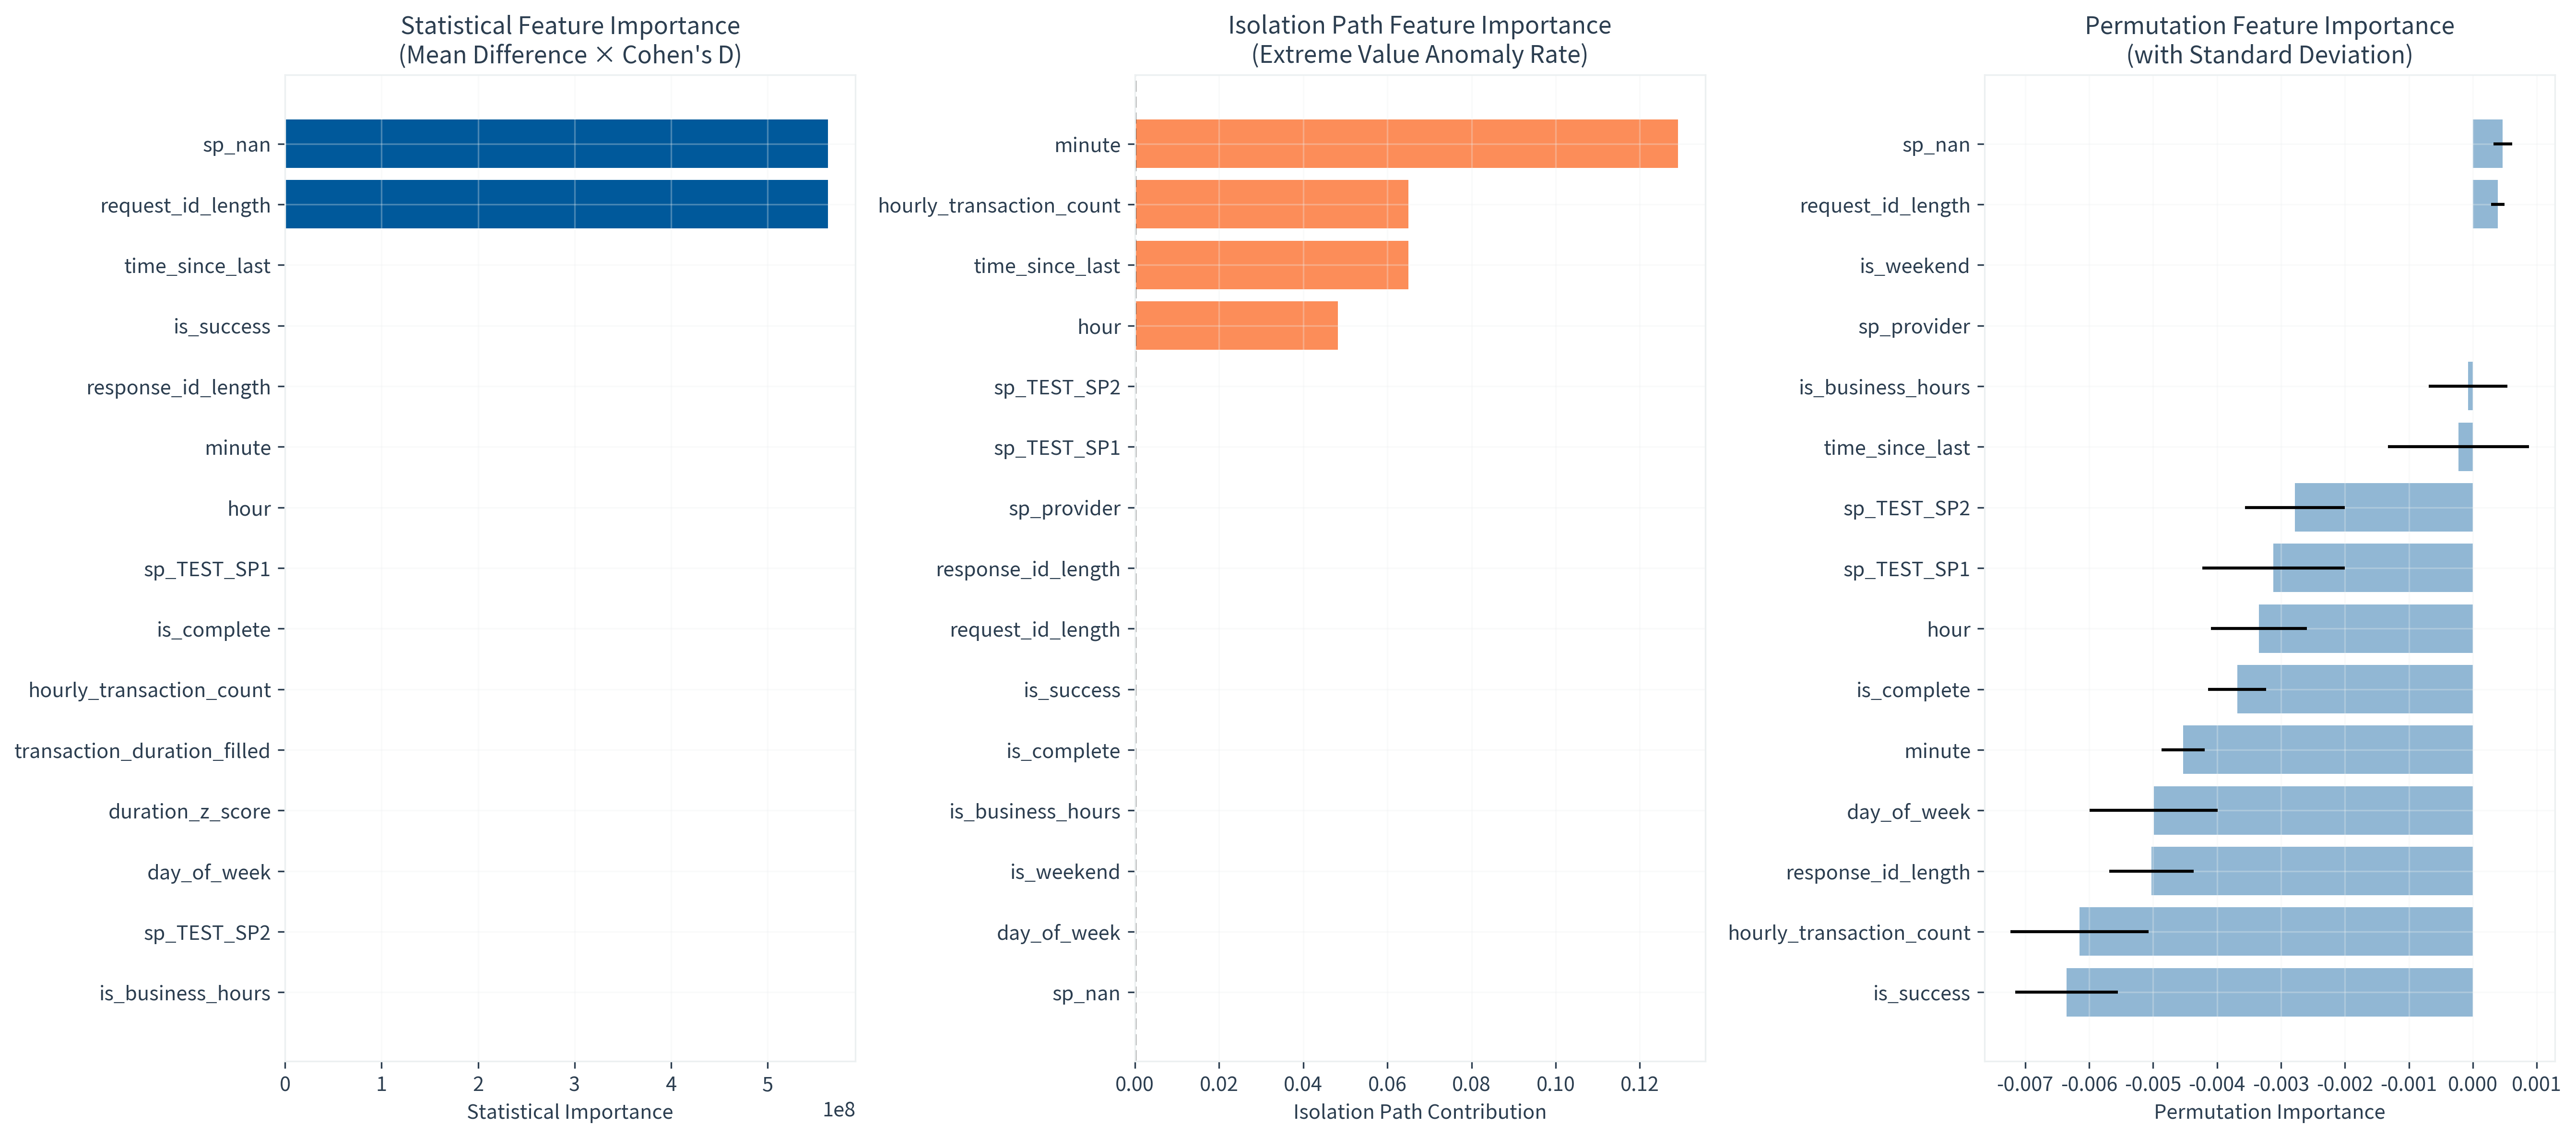 Statistical Feature Importance
(Mean Difference × Cohen's D)
sp_nan
request_id_length
time_since_last
is_success
response_id_length
minute
hour
sp_TEST_SP1
is_complete
hourly_transaction_count
transaction_duration_filled
duration_z_score
day_of_week
sp_TEST_SP2
is_business_hours
0 1 2 3 4 5
1e8
Statistical Importance
Isolation Path Feature Importance
(Extreme Value Anomaly Rate)
minute
hourly_transaction_count
time_since_last
hour
sp_TEST_SP2
sp_TEST_SP1
sp_provider
response_id_length
request_id_length
is_success
is_complete
is_business_hours
is_weekend
day_of_week
sp_nan
0.00 0.02 0.04 0.06 0.08 0.10 0.12
Isolation Path Contribution
Permutation Feature Importance
(with Standard Deviation)
sp_nan
request_id_length
is_weekend
sp_provider
is_business_hours
time_since_last
sp_TEST_SP2
sp_TEST_SP1
hour
is_complete
minute
day_of_week
response_id_length
hourly_transaction_count
is_success
-0.007 -0.006 -0.005 -0.004 -0.003 -0.002 -0.001 0.000 0.001
Permutation Importance